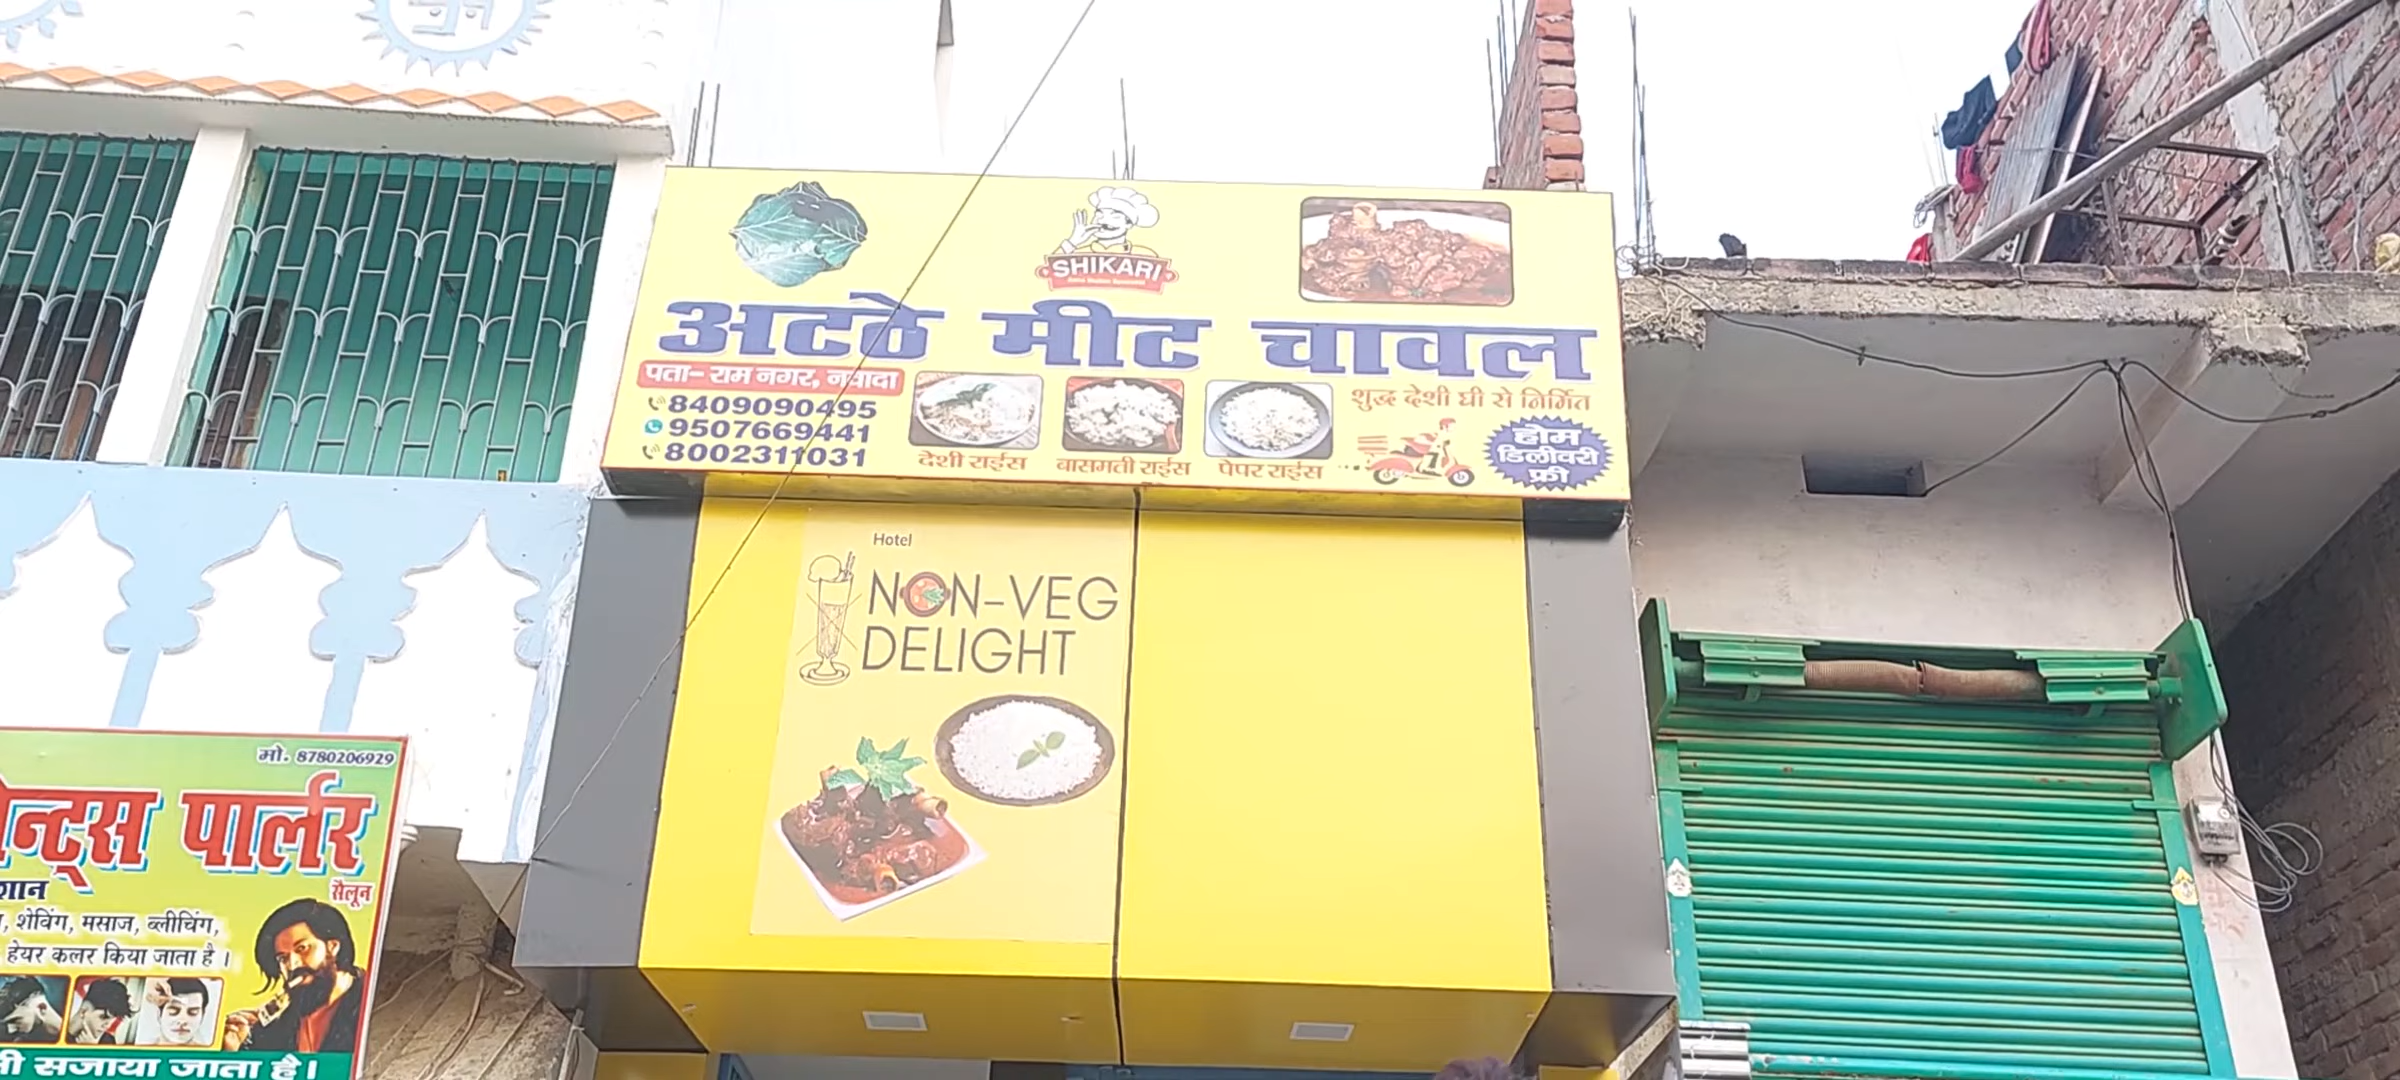 SHIKARI
अटठे मीट चावल
पता- राम नगर, नवादा
8409090495
9507669441
8002311031
देशी राईस
बासमती राईस
पेपर राईस
शुद्ध देशी घी से निर्मित
होम
डिलीवरी
फ्री
Hotel
NON-VEG
DELIGHT
मो. 8780206929
पार्लर
सैलून
शेविंग, मसाज, ब्लीचिंग,
हेयर कलर किया जाता है।
सजाया जाता है।